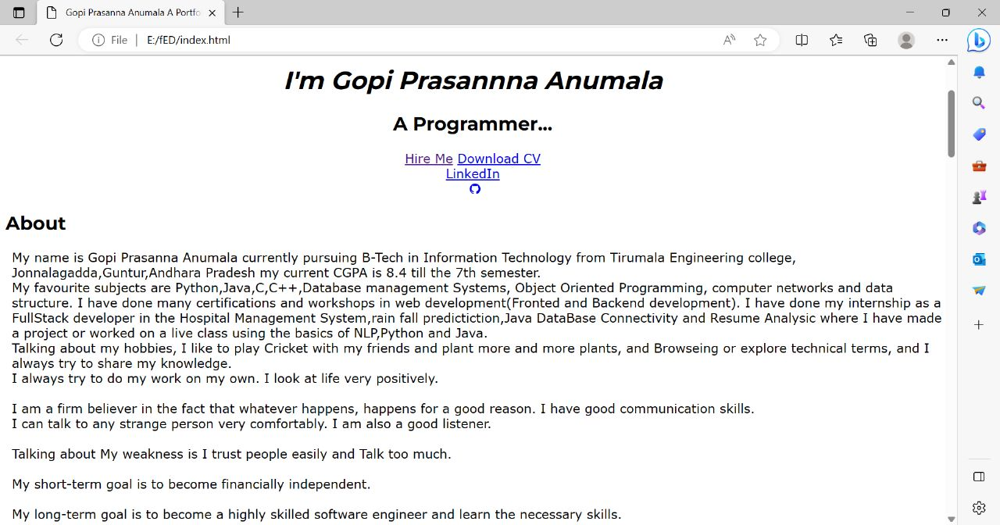 Gopi Prasanna Anumala A Portfo
File
E:/fED/index.html
I'm Gopi Prasannna Anumala
A Programmer...
Hire Me Download CV
LinkedIn
About
My name is Gopi Prasanna Anumala currently pursuing B-Tech in Information Technology from Tirumala Engineering college,
Jonnalagadda,Guntur,Andhara Pradesh my current CGPA is 8.4 till the 7th semester.
My favourite subjects are Python,Java,C,C++,Database management Systems, Object Oriented Programming, computer networks and data
structure. I have done many certifications and workshops in web development(Fronted and Backend development). I have done my internship as a
FullStack developer in the Hospital Management System,rain fall predictiction,Java DataBase Connectivity and Resume Analysic where I have made
a project or worked on a live class using the basics of NLP,Python and Java.
Talking about my hobbies, I like to play Cricket with my friends and plant more and more plants, and Browseing or explore technical terms, and I
always try to share my knowledge.
I always try to do my work on my own. I look at life very positively.
I am a firm believer in the fact that whatever happens, happens for a good reason. I have good communication skills.
I can talk to any strange person very comfortably. I am also a good listener.
Talking about My weakness is I trust people easily and Talk too much.
My short-term goal is to become financially independent.
My long-term goal is to become a highly skilled software engineer and learn the necessary skills.